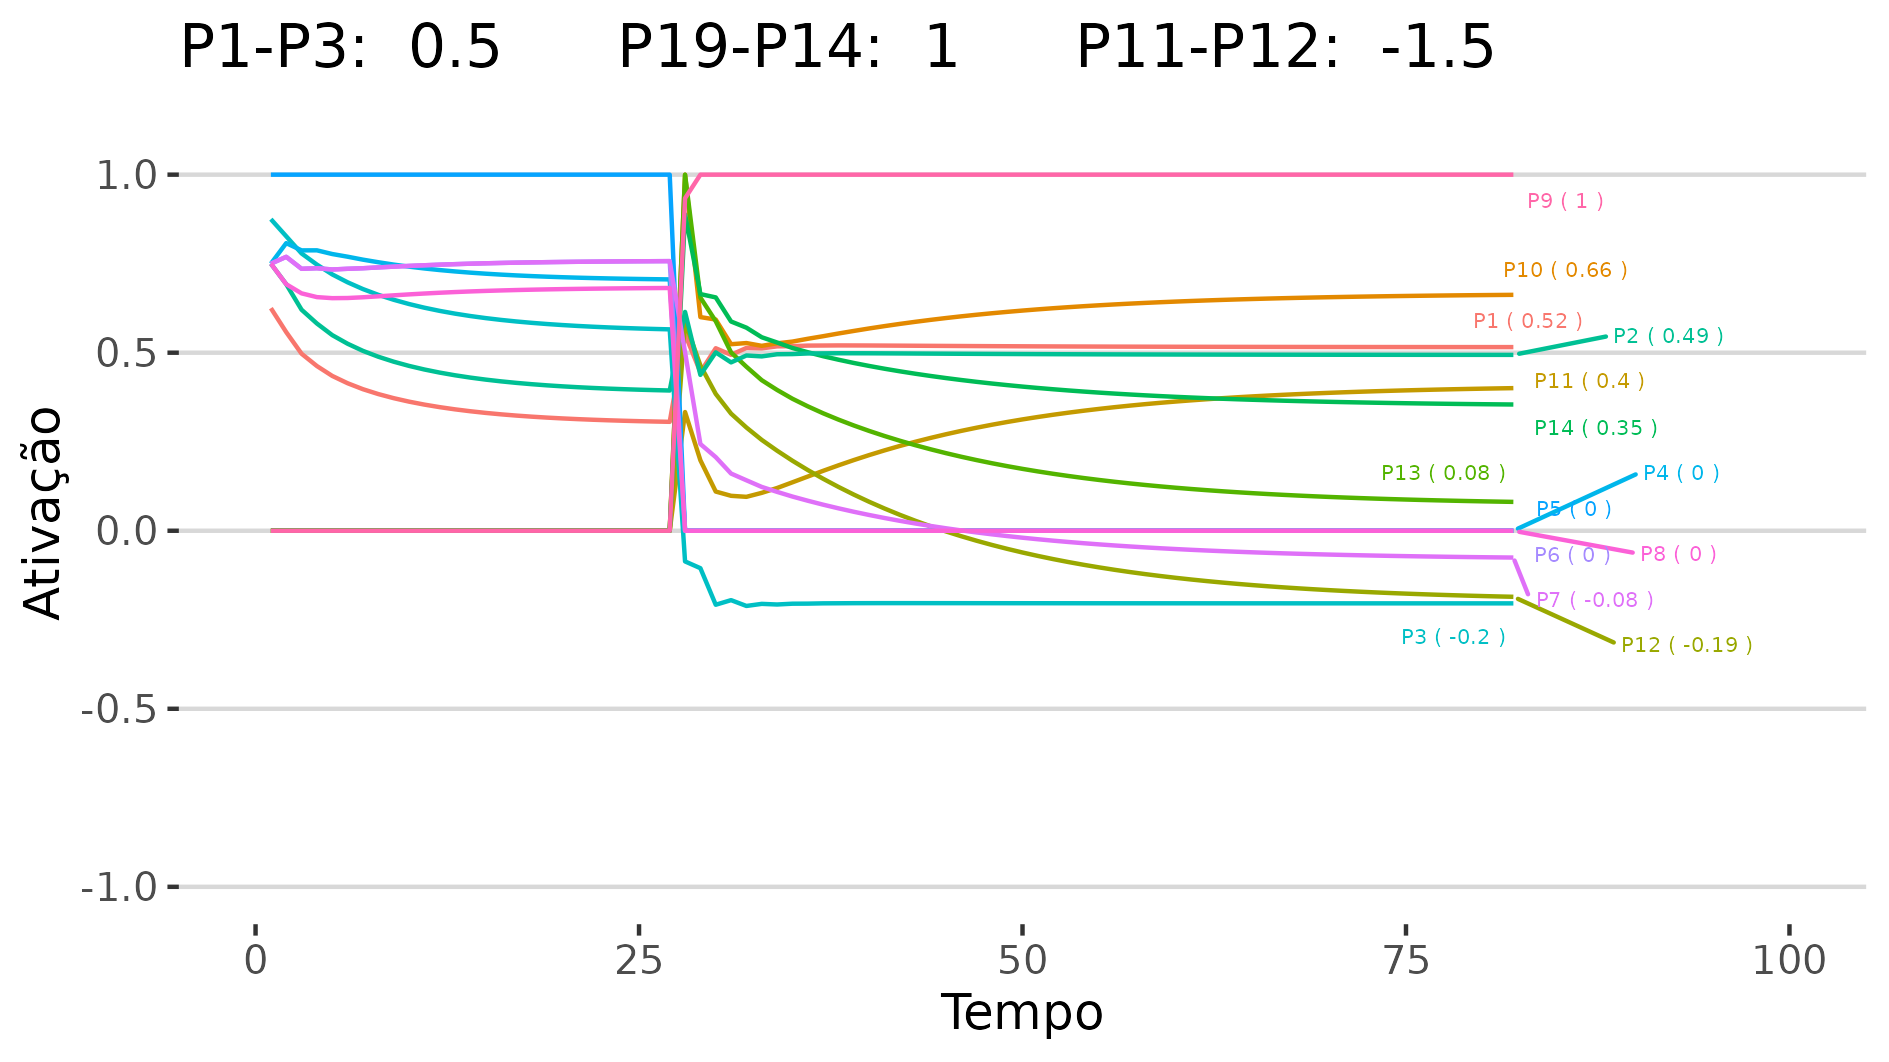 P1-P3: 0.5 P19-P14: 1 P11-P12: -1.5
1.0
0.5
0.0
-0.5
-1.0
Ativação
P9 ( 1 )
P10 ( 0.66 )
P1 ( 0.52 )
P2 ( 0.49 )
P11 ( 0.4 )
P14 ( 0.35 )
P13 ( 0.08 )
P4 ( 0 )
P5 ( 0 )
P6 ( 0 )
P8 ( 0 )
P7 ( -0.08 )
P3 ( -0.2 )
P12 ( -0.19 )
0 25 50 75 100
Tempo